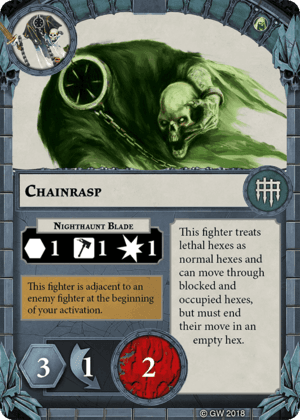 Chainrasp
Nighthaunt Blade
1 1 1
This fighter is adjacent to an
enemy fighter at the beginning
of your activation.
This fighter treats
lethal hexes as
normal hexes and
can move through
blocked and
occupied hexes,
but must end
their move in an
empty hex.
3 1 2
© GW 2018